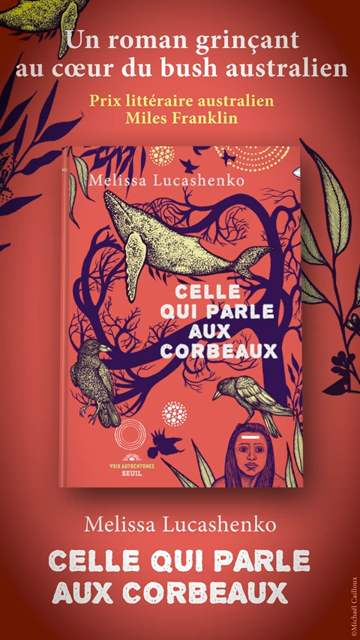 Un roman grinçant
au cœur du bush australien
Prix littéraire australien
Miles Franklin
Melissa Lucashenko
CELLE
QUI PARLE
AUX
CORBEAUX
VOIX AUTOCHTONES
SEUIL
Melissa Lucashenko
CELLE QUI PARLE
AUX CORBEAUX
©Michaël Cailloux